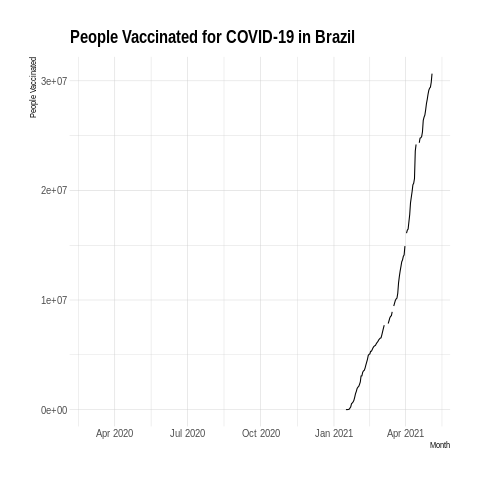 People Vaccinated for COVID-19 in Brazil
People Vaccinated
3e+07
2e+07
1e+07
0e+00
Apr 2020 Jul 2020 Oct 2020 Jan 2021 Apr 2021
Month